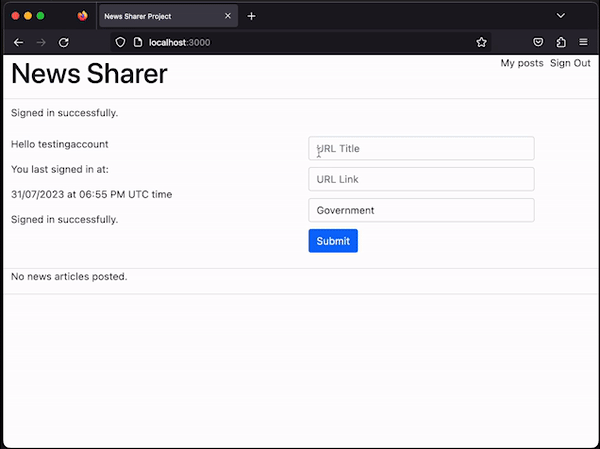 News Sharer Project
localhost:3000
News Sharer
My posts Sign Out
Signed in successfully.
Hello testingaccount
You last signed in at:
31/07/2023 at 06:55 PM UTC time
Signed in successfully.
URL Title
URL Link
Government
Submit
No news articles posted.